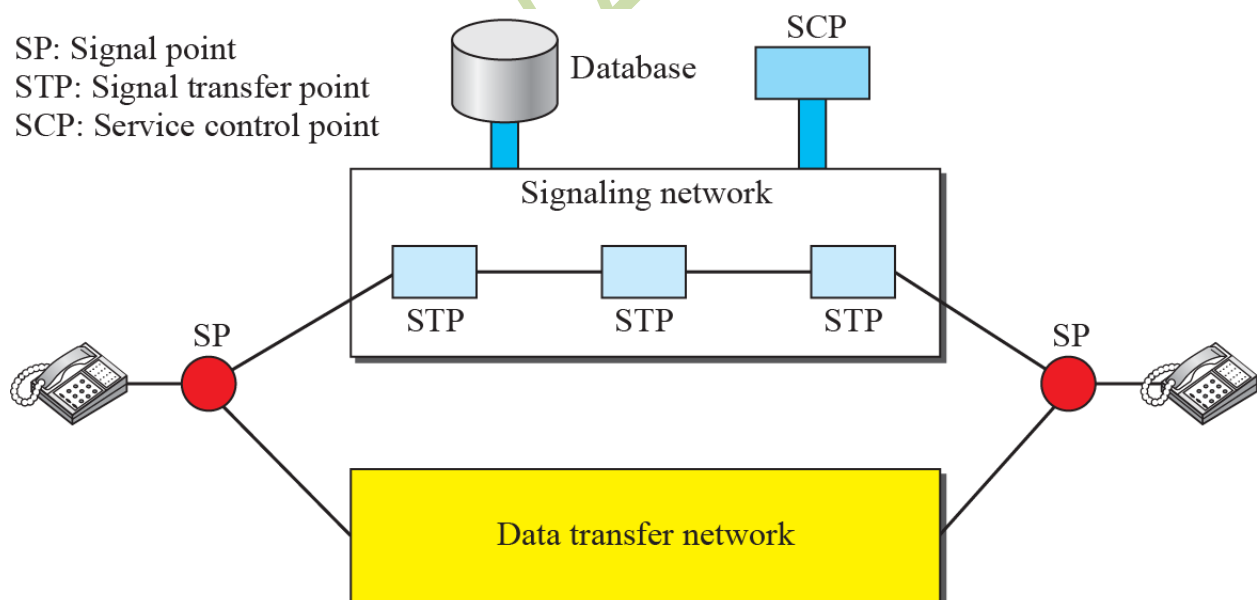 SP: Signal point
STP: Signal transfer point
SCP: Service control point
Database
SCP
Signaling network
STP
STP
STP
SP
SP
Data transfer network